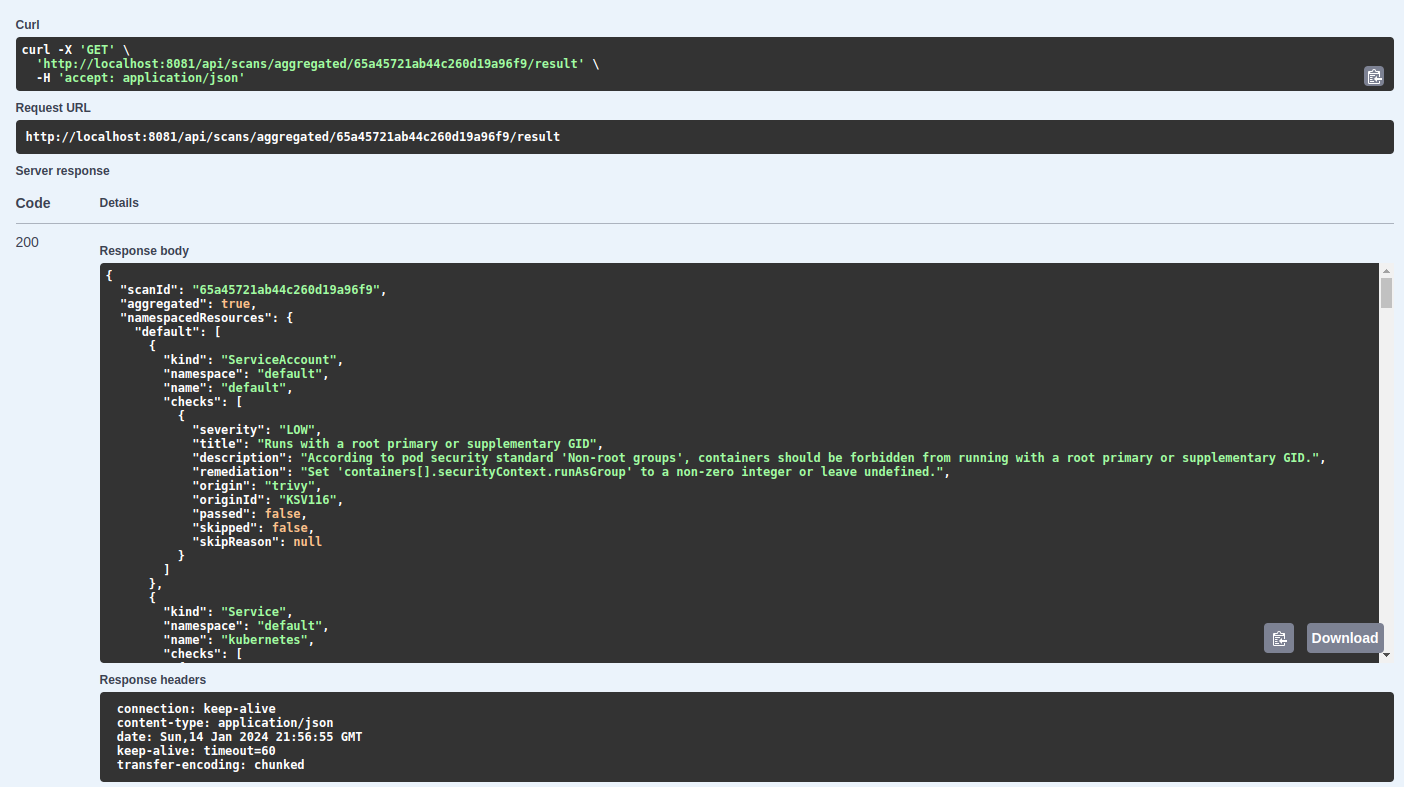 Curl
curl -X 'GET' \
  'http://localhost:8081/api/scans/aggregated/65a45721ab44c260d19a96f9/result' \
  -H 'accept: application/json'
Request URL
http://localhost:8081/api/scans/aggregated/65a45721ab44c260d19a96f9/result
Server response
Code Details
200
Response body
{
  "scanId": "65a45721ab44c260d19a96f9",
  "aggregated": true,
  "namespacedResources": {
    "default": [
      {
        "kind": "ServiceAccount",
        "namespace": "default",
        "name": "default",
        "checks": [
          {
            "severity": "LOW",
            "title": "Runs with a root primary or supplementary GID",
            "description": "According to pod security standard 'Non-root groups', containers should be forbidden from running with a root primary or supplementary GID.",
            "remediation": "Set 'containers[].securityContext.runAsGroup' to a non-zero integer or leave undefined.",
            "origin": "trivy",
            "originId": "KSV116",
            "passed": false,
            "skipped": false,
            "skipReason": null
          }
        ]
      },
      {
        "kind": "Service",
        "namespace": "default",
        "name": "kubernetes",
        "checks": [
Download
Response headers
connection: keep-alive
content-type: application/json
date: Sun,14 Jan 2024 21:56:55 GMT
keep-alive: timeout=60
transfer-encoding: chunked